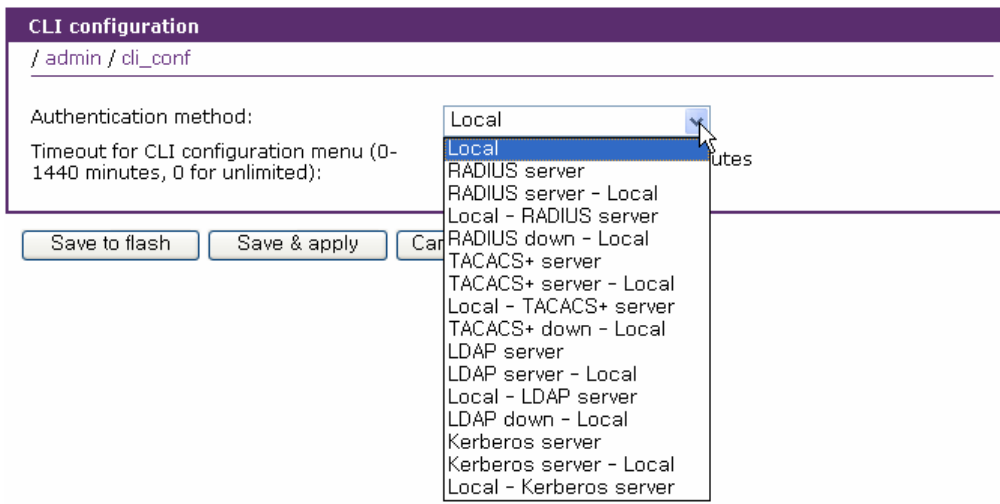 CLI configuration
/ admin / cli_conf
Authentication method:
Local
Timeout for CLI configuration menu (0-
1440 minutes, 0 for unlimited):
Save to flash
Save & apply
Local
RADIUS server
RADIUS server - Local
Local - RADIUS server
RADIUS down - Local
TACACS+ server
TACACS+ server - Local
Local - TACACS+ server
TACACS+ down - Local
LDAP server
LDAP server - Local
Local - LDAP server
LDAP down - Local
Kerberos server
Kerberos server - Local
Local - Kerberos server